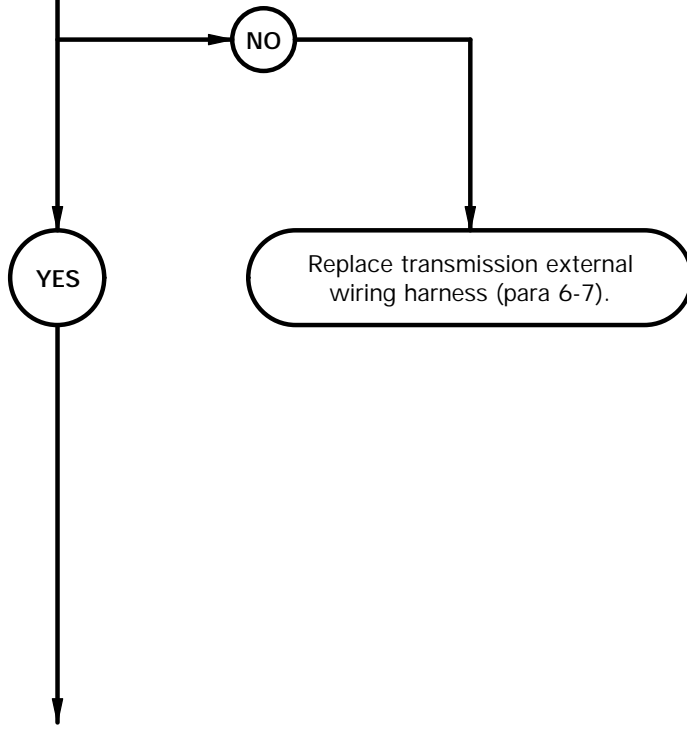 NO
YES
Replace transmission external
wiring harness (para 6-7).